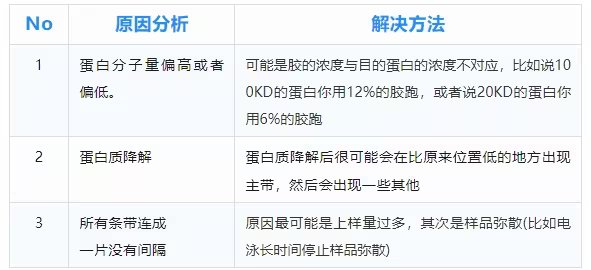 No 原因分析 解决方法
1 蛋白分子量偏高或者 可能是胶的浓度与目的蛋白的浓度不对应，比如说10
偏低。 0KD的蛋白你用12%的胶跑，或者说20KD的蛋白你
用6%的胶跑
2 蛋白质降解 蛋白质降解后很可能会在比原来位置低的地方出现
主带，然后会出现一些其他
3 所有条带连成 原因最可能是上样量过多，其次是样品弥散(比如电
一片没有间隔 泳长时间停止样品弥散)